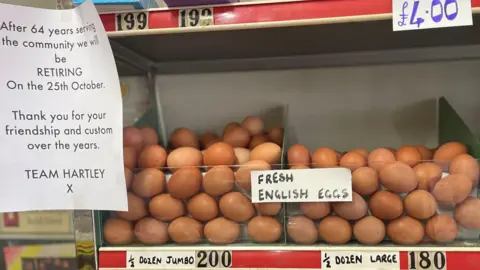 After 64 years serving
the community we will
be
RETIRING
On the 25th October.
Thank you for your
friendship and custom
over the years.
TEAM HARTLEY
X
199
199
£4.00
FRESH
ENGLISH EGGS
½ DOZEN JUMBO 200
½ DOZEN LARGE 180